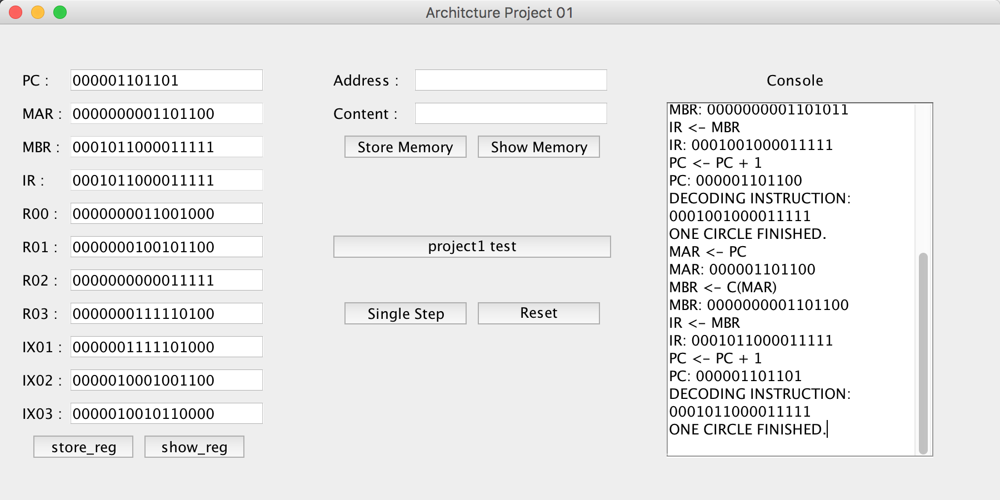 Architcture Project 01
PC : 000001101101
MAR : 0000000001101100
MBR : 0001011000011111
IR : 0001011000011111
R00 : 0000000011001000
R01 : 0000000100101100
R02 : 0000000000011111
R03 : 0000000111110100
IX01 : 0000001111101000
IX02 : 0000010001001100
IX03 : 0000010010110000
store_reg show_reg
Address :
Content :
Store Memory Show Memory
project1 test
Single Step Reset
Console
MBR: 0000000001101011
IR <- MBR
IR: 0001001000011111
PC <- PC + 1
PC: 000001101100
DECODING INSTRUCTION:
0001001000011111
ONE CIRCLE FINISHED.
MAR <- PC
MAR: 000001101100
MBR <- C(MAR)
MBR: 0000000001101100
IR <- MBR
IR: 0001011000011111
PC <- PC + 1
PC: 000001101101
DECODING INSTRUCTION:
0001011000011111
ONE CIRCLE FINISHED.